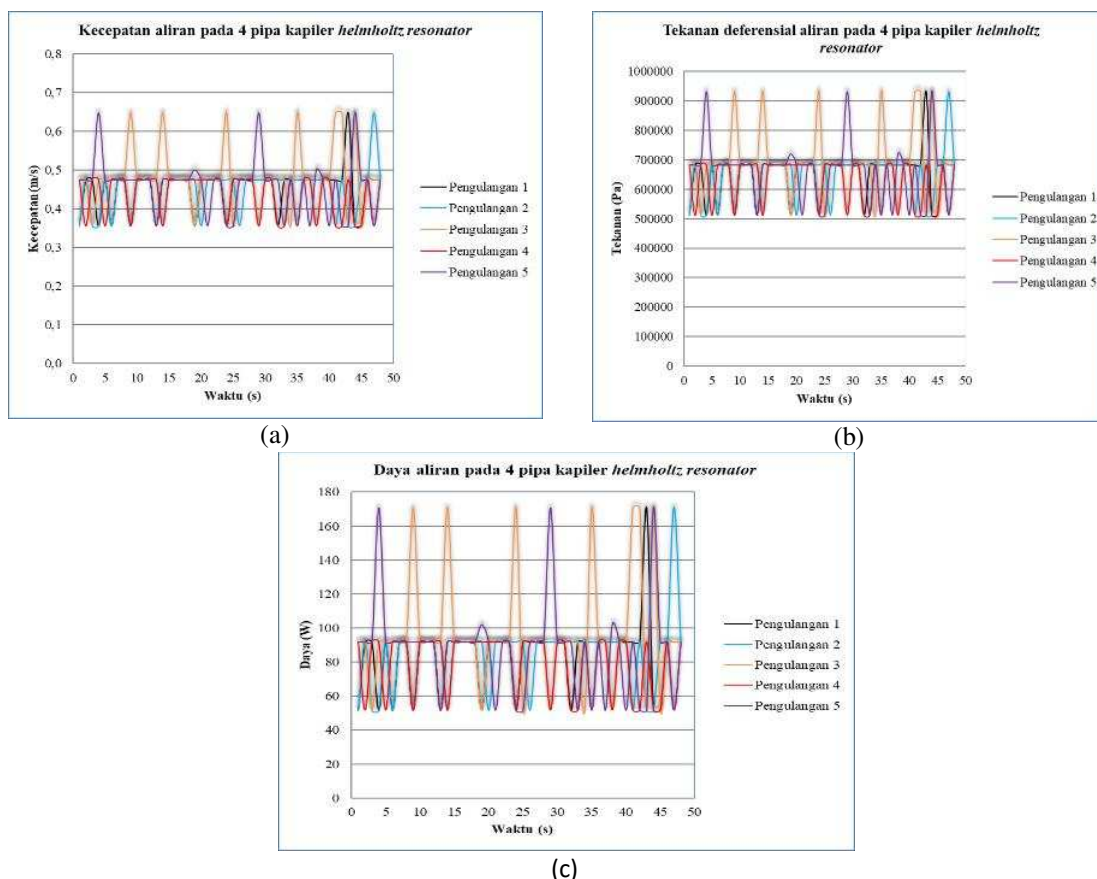 Kecepatan aliran pada 4 pipa kapiler helmholtz resonator
0,8
0,7
0,6
0,5
0,4
0,3
0,2
0,1
0,0
Kecepatan (m/s)
0 5 10 15 20 25 30 35 40 45 50
Waktu (s)
Pengulangan 1
Pengulangan 2
Pengulangan 3
Pengulangan 4
Pengulangan 5
(a)
Tekanan deferensial aliran pada 4 pipa kapiler helmholtz
resonator
1000000
900000
800000
700000
600000
500000
400000
300000
200000
100000
0
Tekanan (Pa)
0 5 10 15 20 25 30 35 40 45 50
Waktu (s)
Pengulangan 1
Pengulangan 2
Pengulangan 3
Pengulangan 4
Pengulangan 5
(b)
Daya aliran pada 4 pipa kapiler helmholtz resonator
180
160
140
120
100
80
60
40
20
0
Daya (W)
0 5 10 15 20 25 30 35 40 45 50
Waktu (s)
Pengulangan 1
Pengulangan 2
Pengulangan 3
Pengulangan 4
Pengulangan 5
(c)